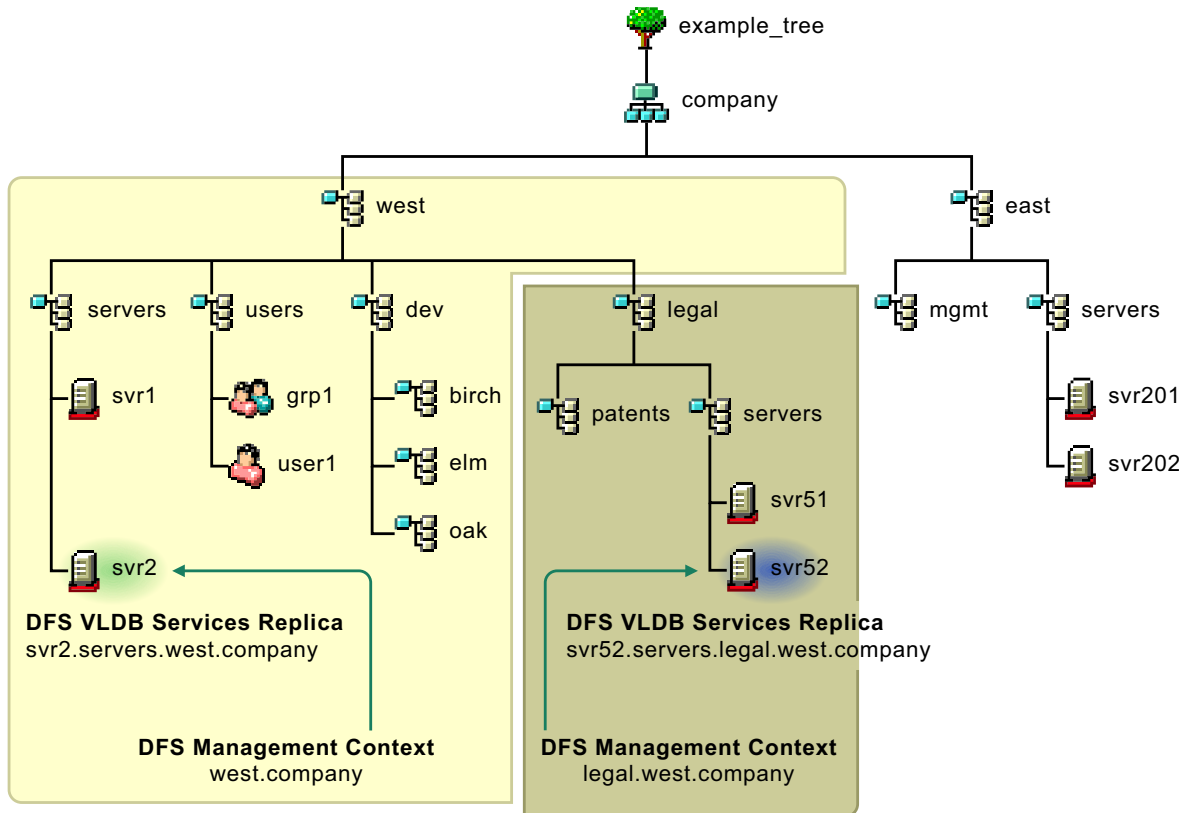 example_tree
company
west
east
servers
users
dev
legal
mgmt
servers
svr1
grp1
birch
patents
servers
svr201
user1
elm
svr202
svr51
oak
svr2
svr52
DFS VLDB Services Replica
svr2.servers.west.company
DFS VLDB Services Replica
svr52.servers.legal.west.company
DFS Management Context
west.company
DFS Management Context
legal.west.company